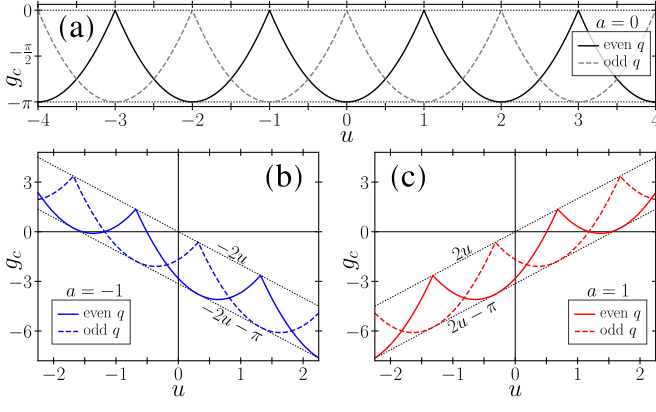 (a)
a = 0
even q
odd q
g_c
0
−π/2
−π
−4 −3 −2 −1 0 1 2 3 4
u
(b)
−2u
−2u − π
a = −1
even q
odd q
g_c
3
0
−3
−6
−2 −1 0 1 2
u
(c)
2u
2u − π
a = 1
even q
odd q
g_c
3
0
−3
−6
−2 −1 0 1 2
u